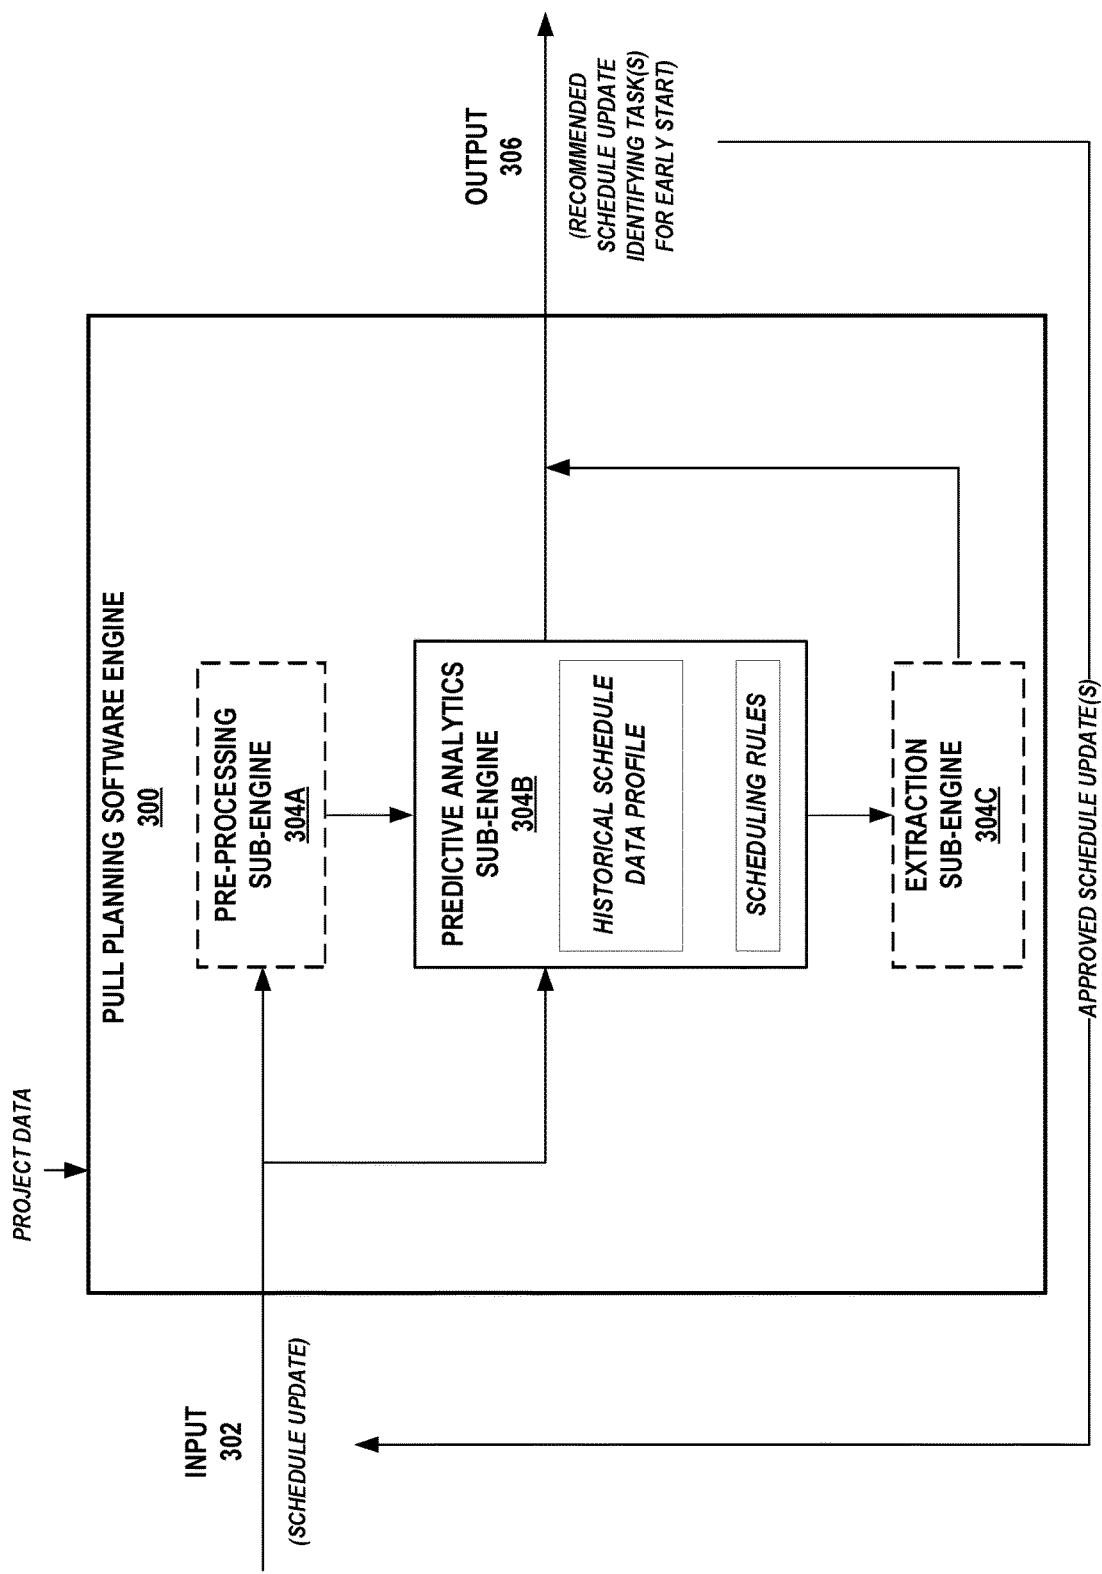 PROJECT DATA
PULL PLANNING SOFTWARE ENGINE
300
INPUT
302
(SCHEDULE UPDATE)
PRE-PROCESSING
SUB-ENGINE
304A
PREDICTIVE ANALYTICS
SUB-ENGINE
304B
HISTORICAL SCHEDULE
DATA PROFILE
SCHEDULING RULES
EXTRACTION
SUB-ENGINE
304C
OUTPUT
306
(RECOMMENDED
SCHEDULE UPDATE
IDENTIFYING TASK(S)
FOR EARLY START)
APPROVED SCHEDULE UPDATE(S)